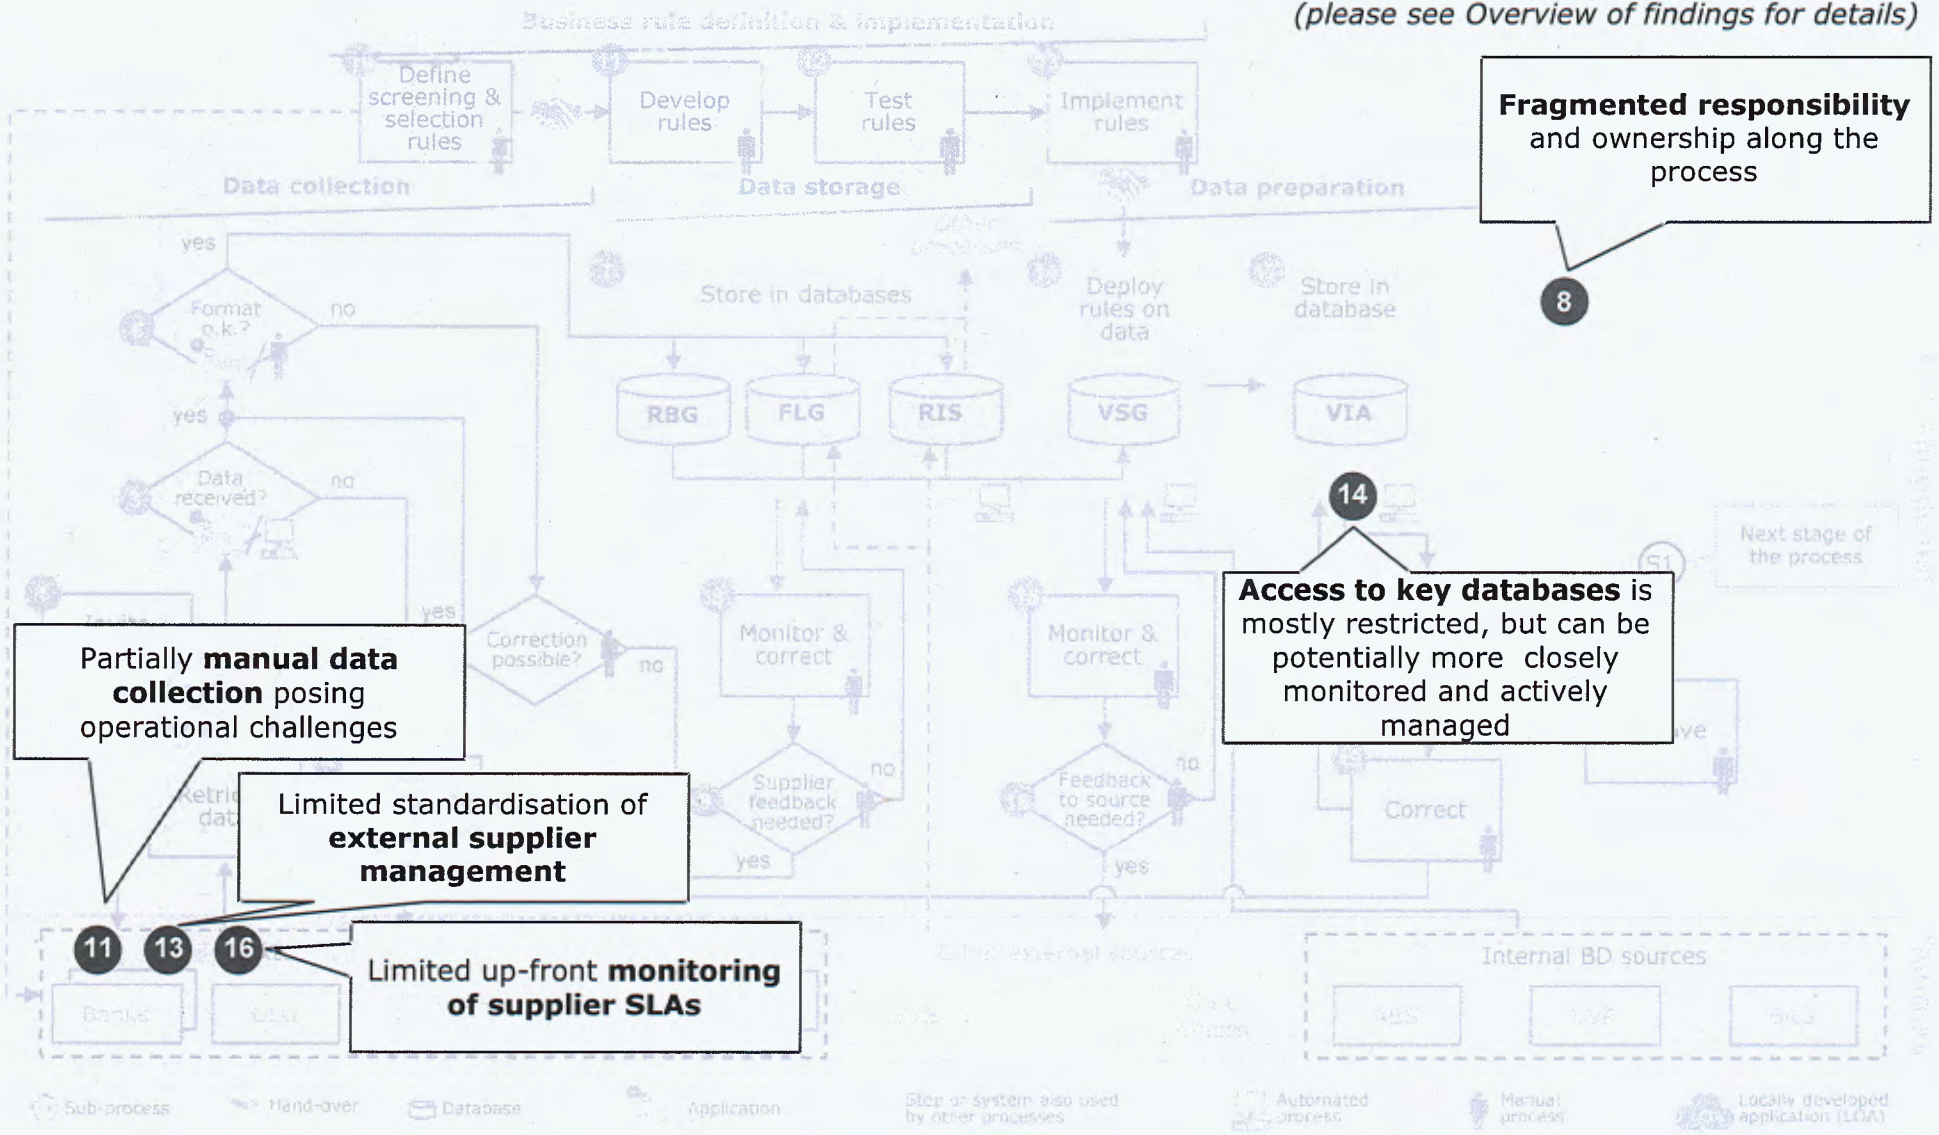 Business rule definition & implementation
(please see Overview of findings for details)
Define
screening &
selection
rules
Develop
rules
Test
rules
Implement
rules
Fragmented responsibility
and ownership along the
process
Data collection
Data storage
Data preparation
yes
Format
o.k.?
no
Store in databases
Deploy
rules on
data
Store in
database
8
RBG
FLG
RIS
VSG
VIA
yes
Data
received?
no
14
Next stage of
the process
S1
Access to key databases is
mostly restricted, but can be
potentially more closely
monitored and actively
managed
yes
Correction
possible?
no
Monitor &
correct
Monitor &
correct
Partially manual data
collection posing
operational challenges
Supplier
feedback
needed?
no
yes
Feedback
to source
needed?
no
yes
Correct
Limited standardisation of
external supplier
management
11
13
16
Limited up-front monitoring
of supplier SLAs
Banks
Internal BD sources
ABS
Sub-process
Hand-over
Database
Application
Step or system also used
by other processes
Automated
process
Manual
process
Locally developed
application (LOA)